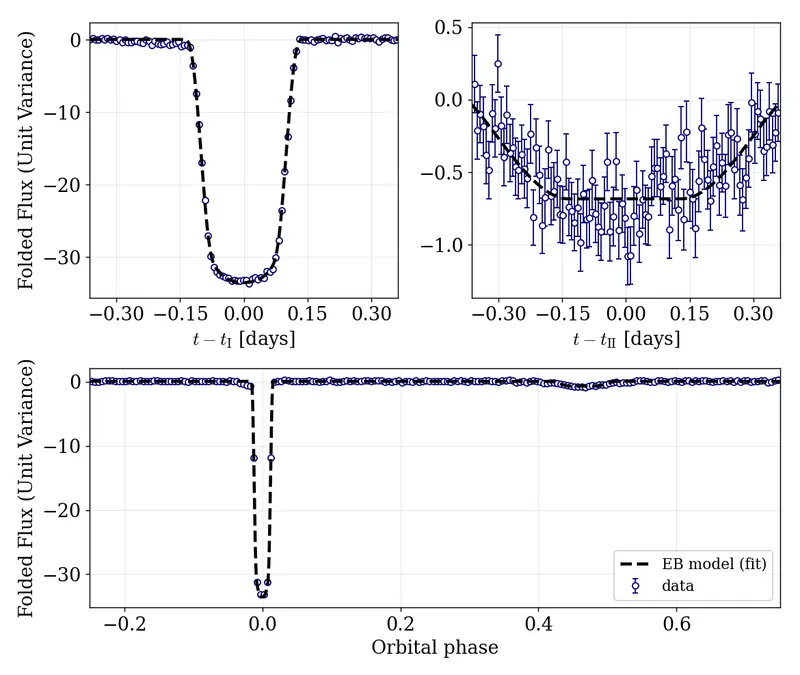 Folded Flux (Unit Variance)
0
−10
−20
−30
−0.30 −0.15 0.00 0.15 0.30
t − tI [days]
0.5
0.0
−0.5
−1.0
−0.30 −0.15 0.00 0.15 0.30
t − tII [days]
Folded Flux (Unit Variance)
0
−10
−20
−30
−0.2 0.0 0.2 0.4 0.6
Orbital phase
EB model (fit)
data